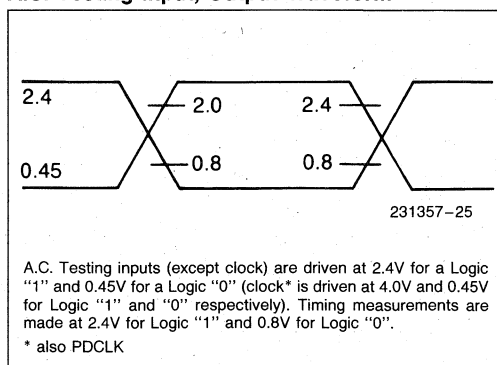 2.4
2.0
2.4
0.45
0.8
0.8
231357–25
A.C. Testing inputs (except clock) are driven at 2.4V for a Logic
“1” and 0.45V for a Logic “0” (clock* is driven at 4.0V and 0.45V
for Logic “1” and “0” respectively). Timing measurements are
made at 2.4V for Logic “1” and 0.8V for Logic “0”.
* also PDCLK